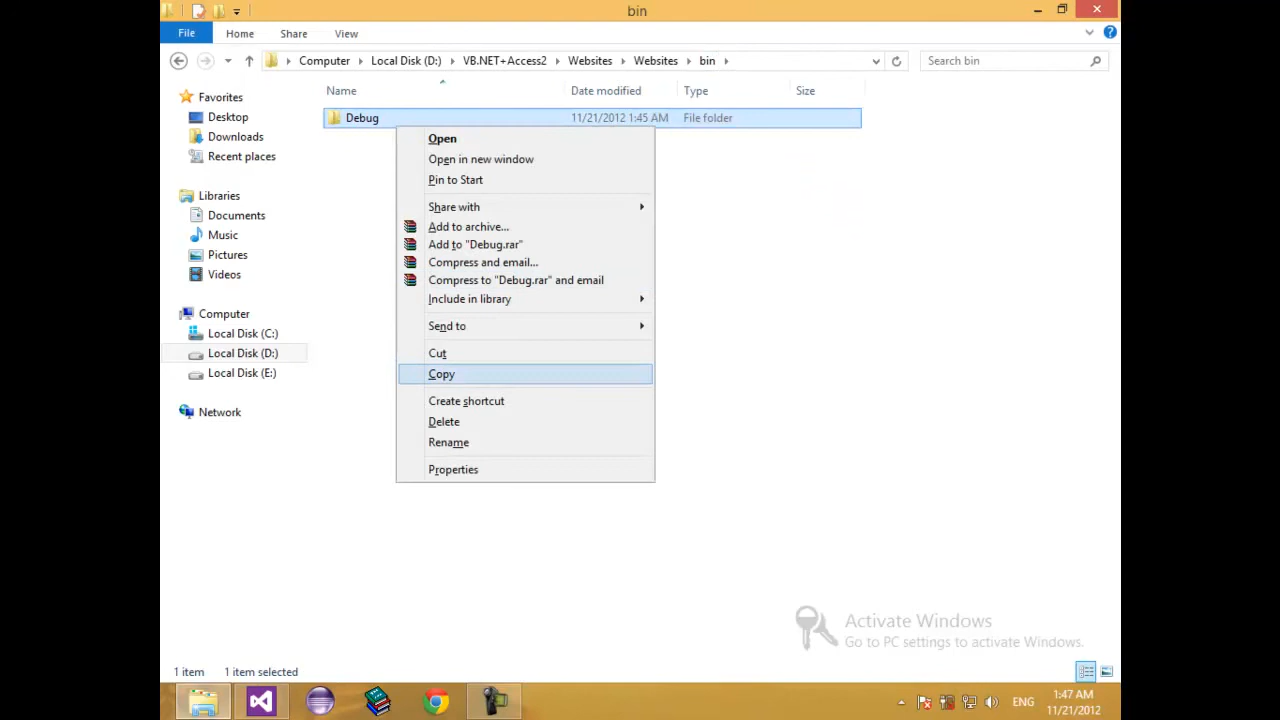 bin
File Home Share View
Computer Local Disk (D:) VB.NET+Access2 Websites Websites bin Search bin
Name Date modified Type Size
Favorites
Desktop
Downloads
Recent places
Libraries
Documents
Music
Pictures
Videos
Computer
Local Disk (C:)
Local Disk (D:)
Local Disk (E:)
Network
Debug 11/21/2012 1:45 AM File folder
Open
Open in new window
Pin to Start
Share with
Add to archive...
Add to "Debug.rar"
Compress and email...
Compress to "Debug.rar" and email
Include in library
Send to
Cut
Copy
Create shortcut
Delete
Rename
Properties
Activate Windows
Go to PC settings to activate Windows.
1 item 1 item selected
ENG
1:47 AM
11/21/2012